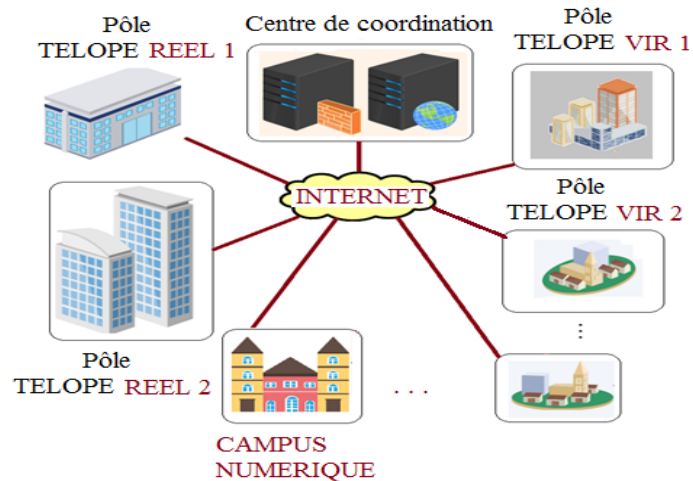 Pôle
TELOPE REEL 1
Centre de coordination
Pôle
TELOPE VIR 1
INTERNET
Pôle
TELOPE VIR 2
...
Pôle
TELOPE REEL 2
. . .
CAMPUS
NUMERIQUE